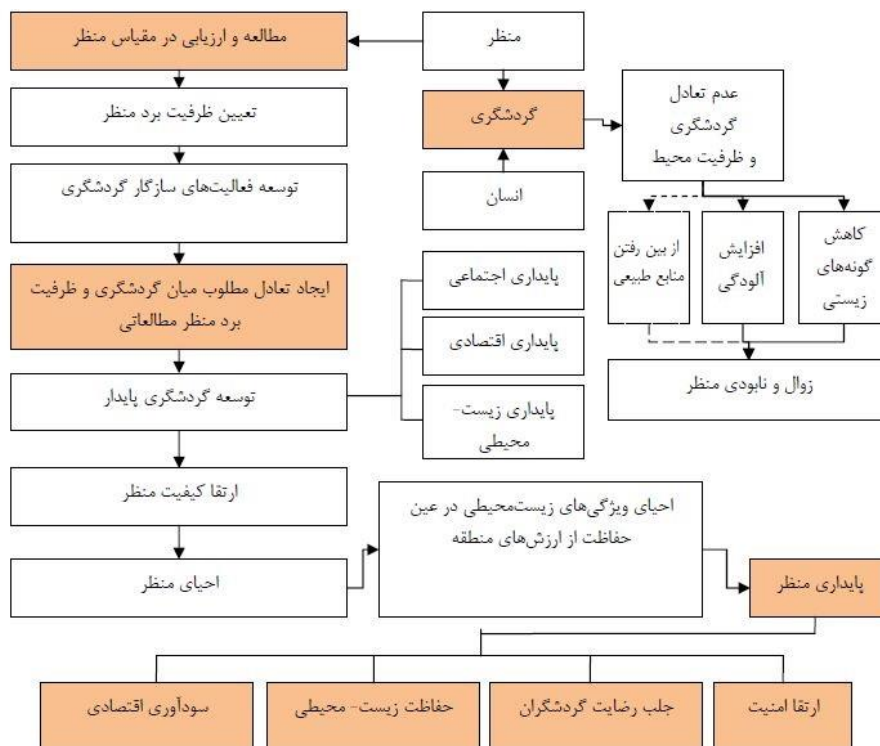 منظر
مطالعه و ارزیابی در مقیاس منظر
تعیین ظرفیت برد منظر
گردشگری
عدم تعادل
گردشگری
و ظرفیت محیط
توسعه فعالیت‌های سازگار گردشگری
انسان
کاهش
گونه‌های
زیستی
افزایش
آلودگی
از بین رفتن
منابع طبیعی
زوال و نابودی منظر
ایجاد تعادل مطلوب میان گردشگری و ظرفیت
برد منظر مطالعاتی
توسعه گردشگری پایدار
پایداری اجتماعی
پایداری اقتصادی
پایداری زیست-
محیطی
ارتقا کیفیت منظر
احیای منظر
احیای ویژگی‌های زیست‌محیطی در عین
حفاظت از ارزش‌های منطقه
پایداری منظر
ارتقا امنیت
جلب رضایت گردشگران
حفاظت زیست- محیطی
سودآوری اقتصادی